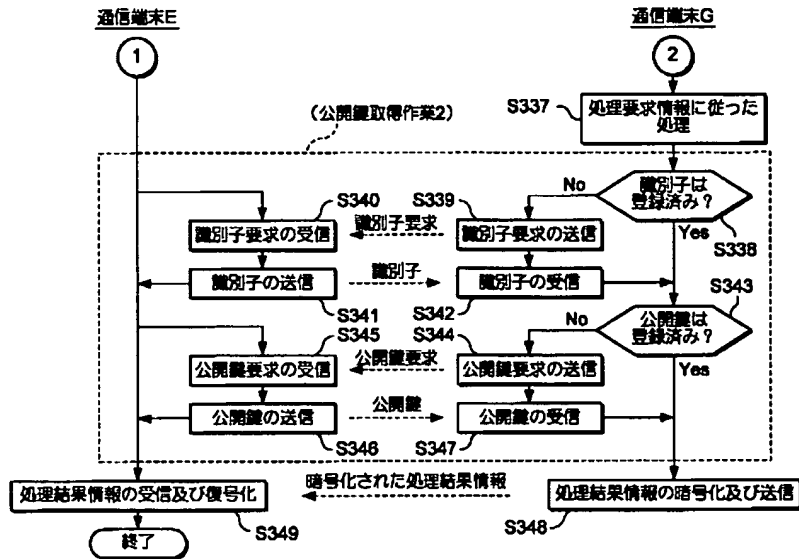 通信端末E
通信端末G
1
2
S337
処理要求情報に従った
処理
(公開鍵取得作業2)
No
識別子は
登録済み?
S338
Yes
S340
S339
識別子要求の受信
識別子要求
識別子要求の送信
識別子の送信
識別子
識別子の受信
S341
S342
S343
公開鍵は
登録済み?
No
Yes
S345
S344
公開鍵要求の受信
公開鍵要求
公開鍵要求の送信
公開鍵の送信
公開鍵
公開鍵の受信
S346
S347
処理結果情報の受信及び復号化
暗号化された処理結果情報
処理結果情報の暗号化及び送信
S349
S348
終了